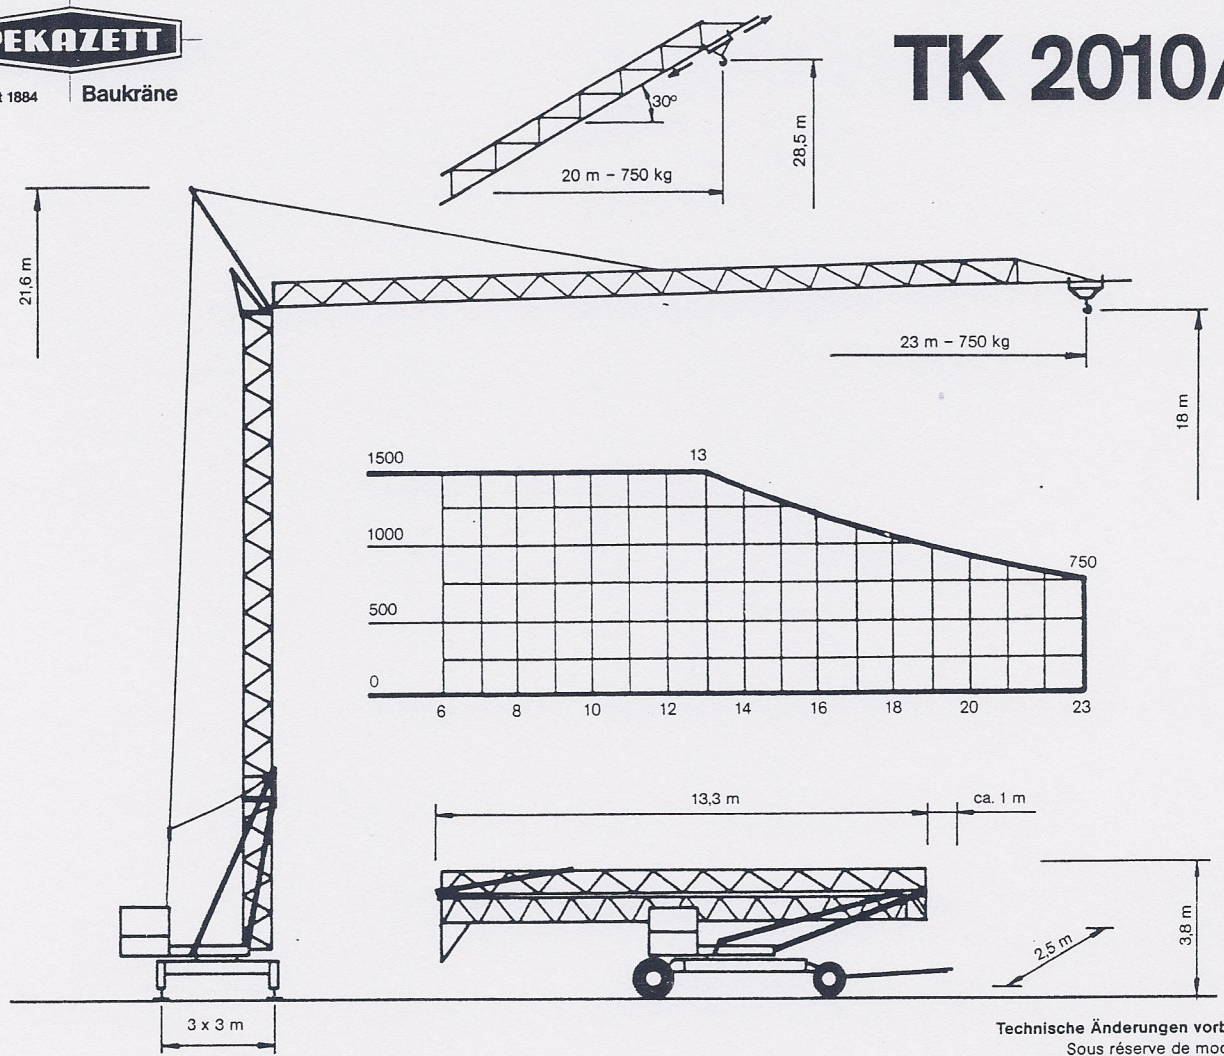 PEKAZETT
1884 Baukräne
TK 2010
30º
28,5 m
20 m – 750 kg
21,6 m
23 m – 750 kg
18 m
1500
13
1000
750
500
0
6 8 10 12 14 16 18 20 23
13,3 m
ca. 1 m
3,8 m
2,5 m
3 x 3 m
Technische Änderungen vorb
Sous réserve de mod